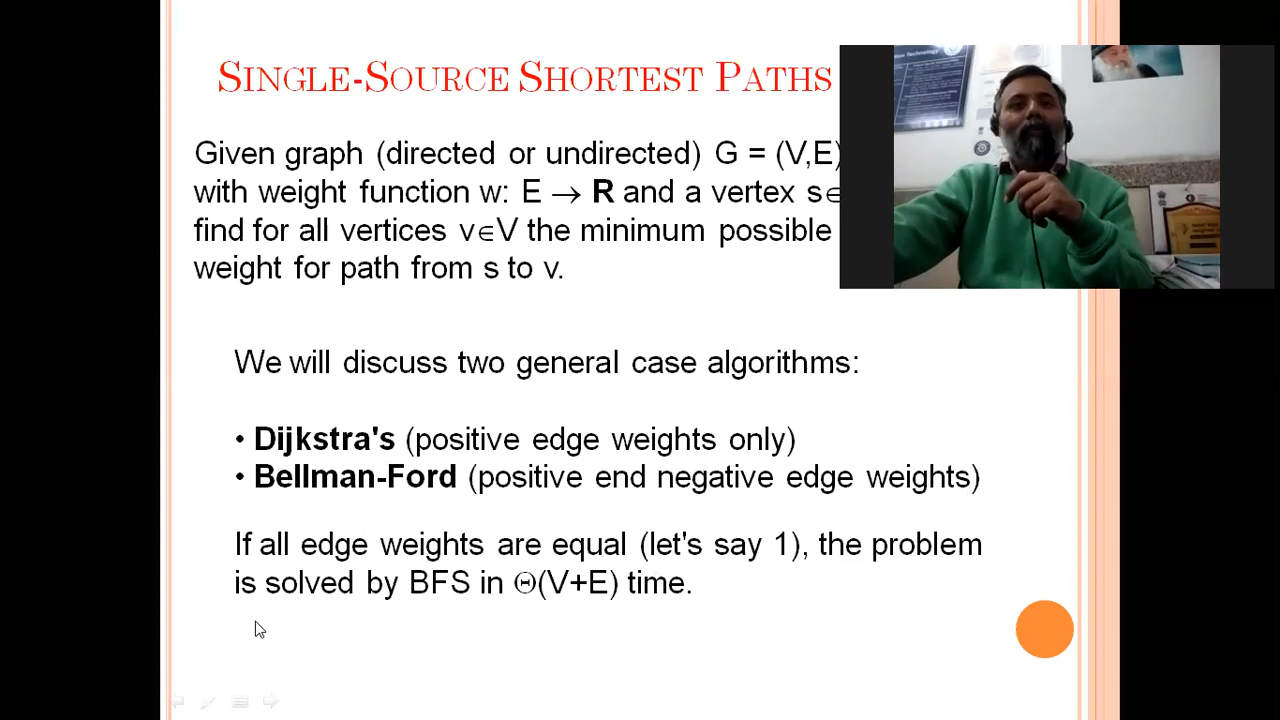 SINGLE-SOURCE SHORTEST PATHS
Given graph (directed or undirected) G = (V,E)
with weight function w: E → R and a vertex s∈
find for all vertices v∈V the minimum possible
weight for path from s to v.
We will discuss two general case algorithms:
• Dijkstra's (positive edge weights only)
• Bellman-Ford (positive end negative edge weights)
If all edge weights are equal (let's say 1), the problem
is solved by BFS in Θ(V+E) time.